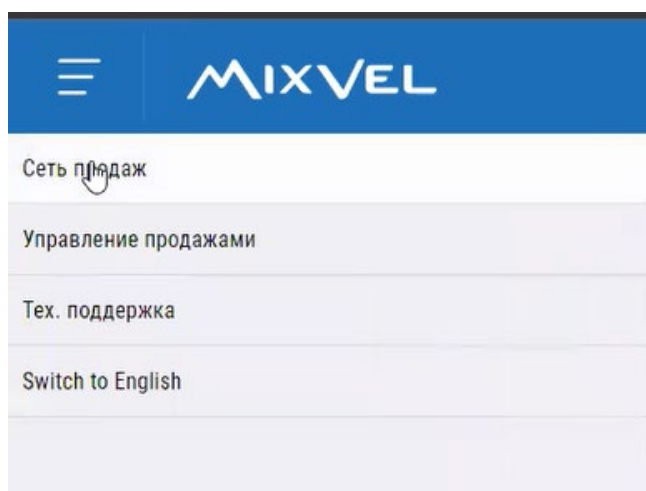 MIXVEL
Сеть продаж
Управление продажами
Тех. поддержка
Switch to English